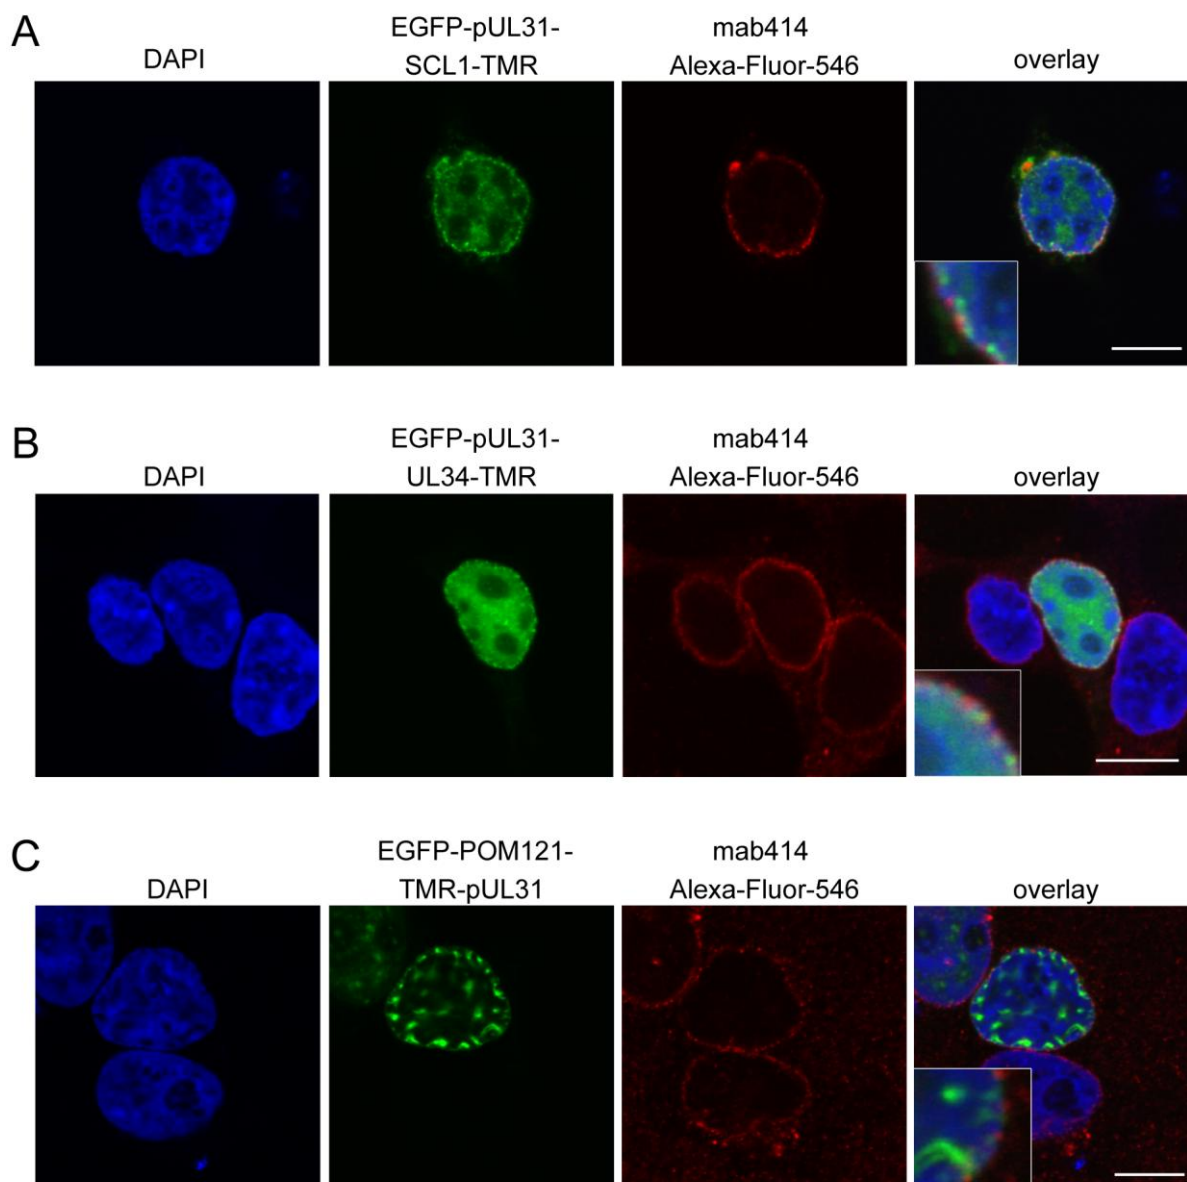 A
DAPI
EGFP-pUL31-
SCL1-TMR
mab414
Alexa-Fluor-546
overlay
B
DAPI
EGFP-pUL31-
UL34-TMR
mab414
Alexa-Fluor-546
overlay
C
DAPI
EGFP-POM121-
TMR-pUL31
mab414
Alexa-Fluor-546
overlay